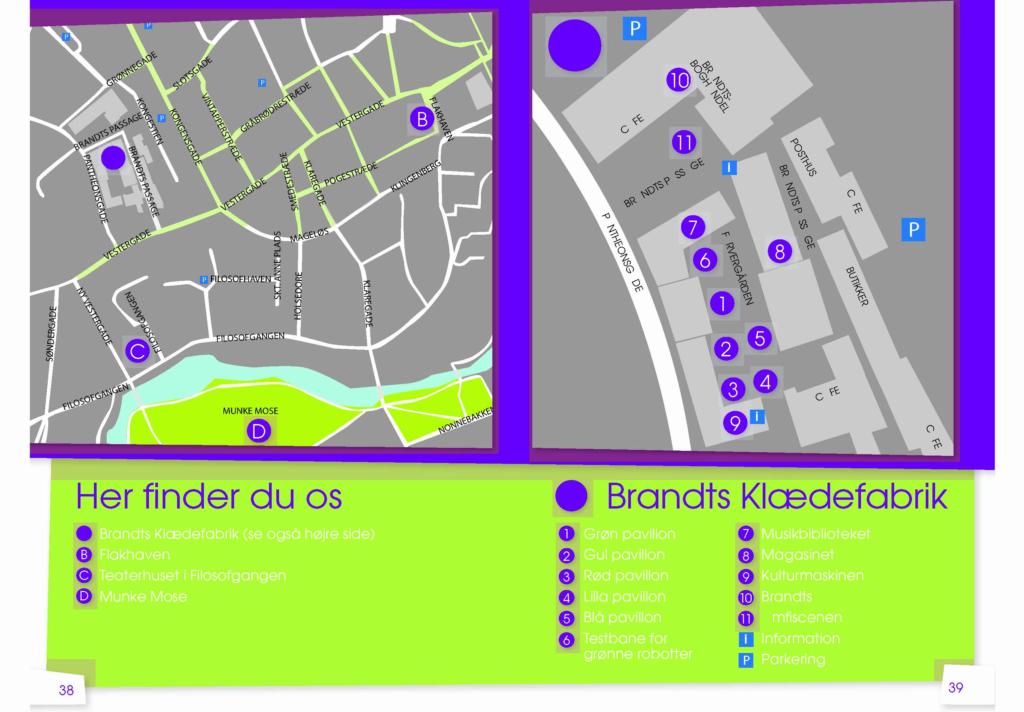 P
P
P
P
P
GRØNNEGADE
SLOTSGADE
KONGESTIEN
VINTAPPERSTRÆDE
GRÅBRØDRESTRÆDE
VESTERGADE
FLAKHAVEN
B
BRANDTS PASSAGE
KONGENSGADE
PANTHEONSGADE
BRANDTS PASSAGE
SMEDESTRÆDE
KLAREGADE
POGESTRÆDE
KLINGENBERG
VESTERGADE
MAGELØS
VESTERGADE
SKT. ANNE PLADS
FILOSOFHAVEN
HOLSEDORE
KLAREGADE
NY VESTERGADE
FILOSOFGANGEN
SØNDERGADE
C
FILOSOFGANGEN
FILOSOFGANGEN
MUNKE MOSE
D
NONNEBAKKEN
P
10
BR NDTS-
BOGH NDEL
C FE
11
BR NDTS P SS GE
i
POSTHUS
C FE
P
P NTHEONSG DE
7
6
F RVERGÅRDEN
8
BR NDTS P SS GE
BUTIKKER
1
5
2
3
4
9
i
C FE
C FE
Her finder du os
Brandts Klædefabrik (se også højre side)
B Flakhaven
C Teaterhuset i Filosofgangen
D Munke Mose
38
Brandts Klædefabrik
1 Grøn pavillon
2 Gul pavillon
3 Rød pavillon
4 Lilla pavillon
5 Blå pavillon
6 Testbane for
grønne robotter
7 Musikbiblioteket
8 Magasinet
9 Kulturmaskinen
10 Brandts
11 mfiscenen
i Information
P Parkering
39